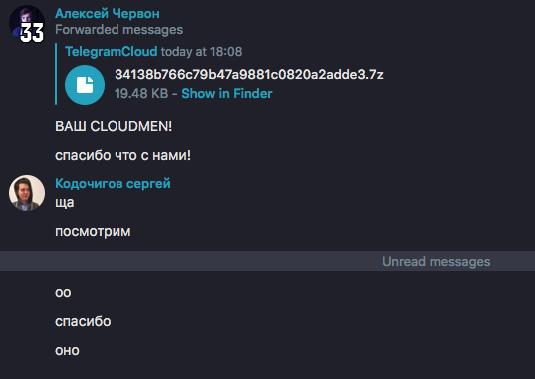 33
Алексей Червон
Forwarded messages
TelegramCloud today at 18:08
34138b766c79b47a9881c0820a2adde3.7z
19.48 KB - Show in Finder
ВАШ CLOUDMEN!
спасибо что с нами!
Кодочигов сергей
ща
посмотрим
Unread messages
оо
спасибо
оно